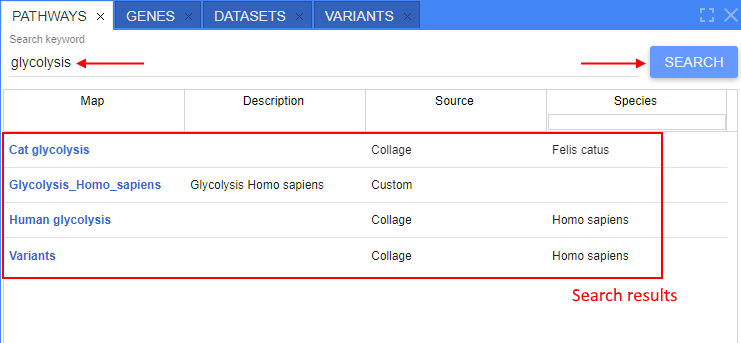 PATHWAYS × GENES × DATASETS × VARIANTS ×
Search keyword
glycolysis SEARCH
Map Description Source Species
Cat glycolysis Collage Felis catus
Glycolysis_Homo_sapiens Glycolysis Homo sapiens Custom
Human glycolysis Collage Homo sapiens
Variants Collage Homo sapiens
Search results